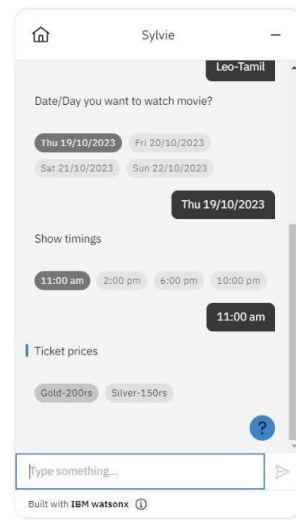 Sylvie
Leo-Tamil
Date/Day you want to watch movie?
Thu 19/10/2023 Fri 20/10/2023
Sat 21/10/2023 Sun 22/10/2023
Thu 19/10/2023
Show timings
11:00 am 2:00 pm 6:00 pm 10:00 pm
11:00 am
Ticket prices
Gold-200rs Silver-150rs
?
Type something...
Built with IBM watsonx